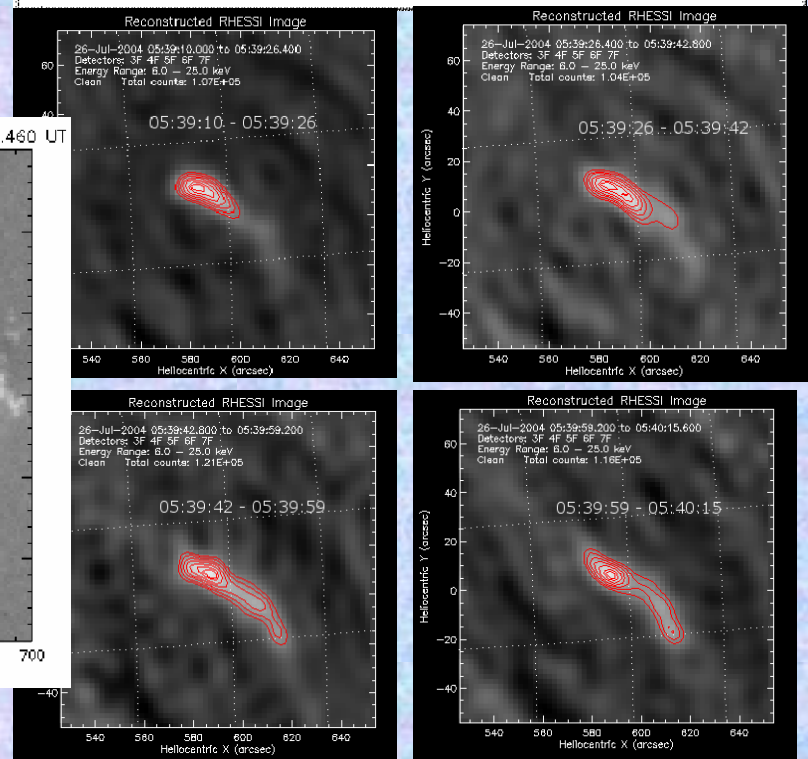 Reconstructed RHESSI Image
26-Jul-2004 05:39:10.000 to 05:39:26.400
Detectors: 3F 4F 5F 6F 7F
Energy Range: 6.0 – 25.0 keV
Clean Total counts: 1.07E+05
05:39:10 - 05:39:26
60
40
540 560 580 600 620 640
Heliocentric X (arcsec)
Reconstructed RHESSI Image
26-Jul-2004 05:39:26.400 to 05:39:42.800
Detectors: 3F 4F 5F 6F 7F
Energy Range: 6.0 – 25.0 keV
Clean Total counts: 1.04E+05
05:39:26 - 05:39:42
60
40
20
0
−20
−40
Heliocentric Y (arcsec)
540 560 580 600 620 640
Heliocentric X (arcsec)
.460 UT
700
Reconstructed RHESSI Image
26-Jul-2004 05:39:42.800 to 05:39:59.200
Detectors: 3F 4F 5F 6F 7F
Energy Range: 6.0 – 25.0 keV
Clean Total counts: 1.21E+05
05:39:42 - 05:39:59
−40
540 560 580 600 620 640
Heliocentric X (arcsec)
Reconstructed RHESSI Image
26-Jul-2004 05:39:59.200 to 05:40:15.600
Detectors: 3F 4F 5F 6F 7F
Energy Range: 6.0 – 25.0 keV
Clean Total counts: 1.16E+05
05:39:59 - 05:40:15
60
40
20
0
−20
−40
Heliocentric Y (arcsec)
540 560 580 600 620 640
Heliocentric X (arcsec)